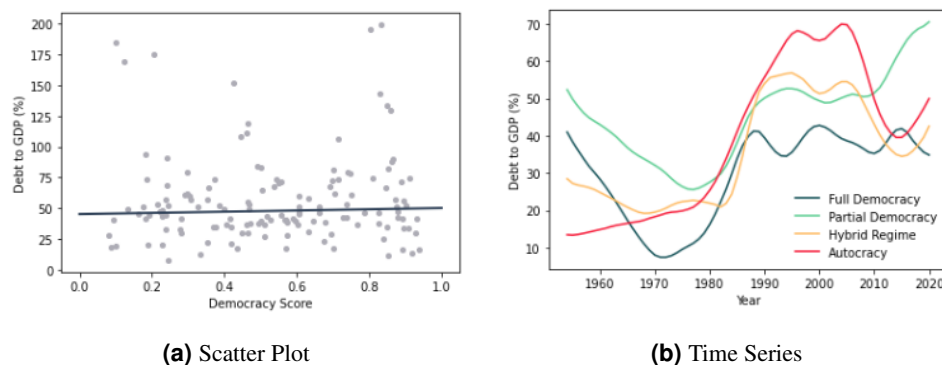 200
175
150
125
100
75
50
25
0
Debt to GDP (%)
0.0 0.2 0.4 0.6 0.8 1.0
Democracy Score
(a) Scatter Plot
70
60
50
40
30
20
10
Debt to GDP (%)
Full Democracy
Partial Democracy
Hybrid Regime
Autocracy
1960 1970 1980 1990 2000 2010 2020
Year
(b) Time Series